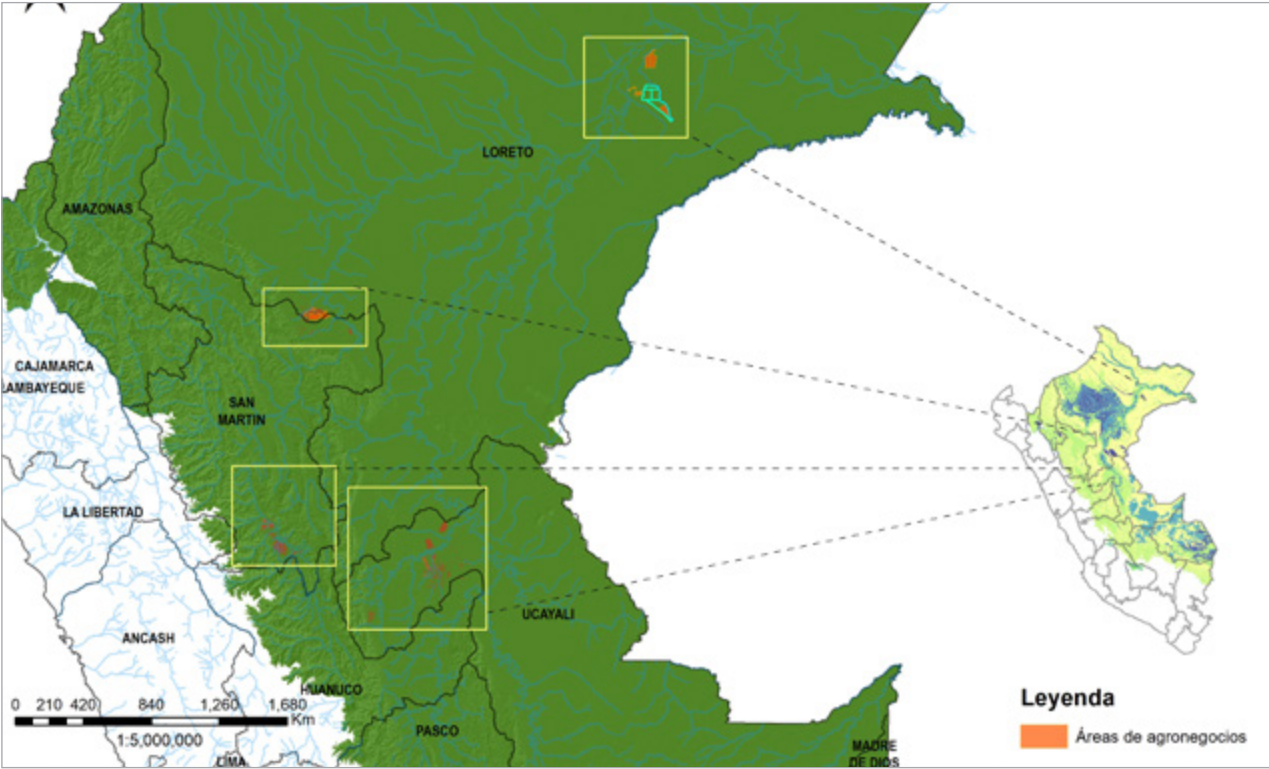 LORETO
AMAZONAS
CAJAMARCA
LAMBAYEQUE
SAN
MARTIN
LA LIBERTAD
UCAYALI
ANCASH
HUANUCO
0 210 420 840 1,260 1,680
Km
1:5,000,000
PASCO
LIMA
MADRE
DE DIOS
Leyenda
Áreas de agronegocios